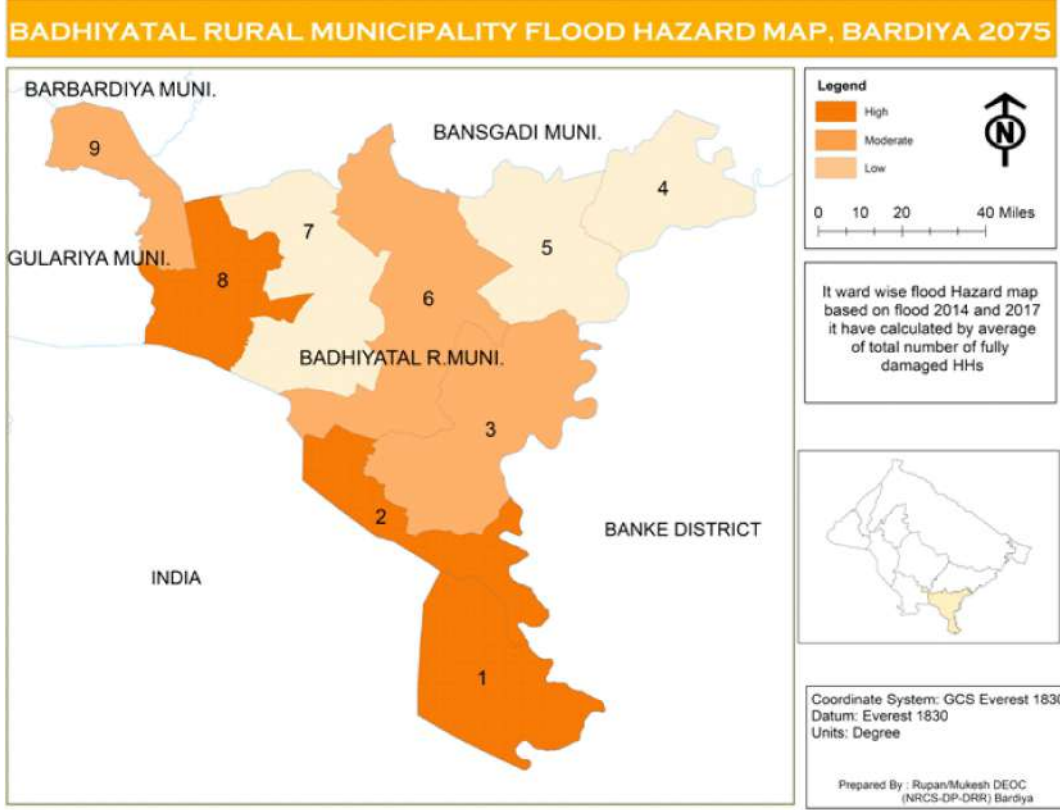 BADHIYATAL RURAL MUNICIPALITY FLOOD HAZARD MAP, BARDIYA 2075
BARBARDIYA MUNI.
BANSGADI MUNI.
9
4
7
5
GULARIYA MUNI.
8
6
BADHIYATAL R.MUNI.
3
2
BANKE DISTRICT
INDIA
1
Legend
High
Moderate
Low
N
0 10 20 40 Miles
It ward wise flood Hazard map
based on flood 2014 and 2017
it have calculated by average
of total number of fully
damaged HHs
Coordinate System: GCS Everest 1830
Datum: Everest 1830
Units: Degree
Prepared By : Rupan/Mukesh DEOC
(NRCS-DP-DRR) Bardiya